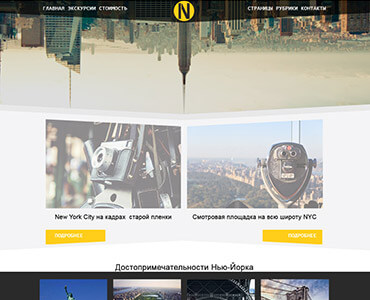 ГЛАВНАЯ ЭКСКУРСИИ СТОИМОСТЬ
N
СТРАНИЦЫ РУБРИКИ КОНТАКТЫ
New York City на кадрах старой пленки
Смотровая площадка на всю широту NYC
ПОДРОБНЕЕ
ПОДРОБНЕЕ
Достопримечательности Нью-Йорка